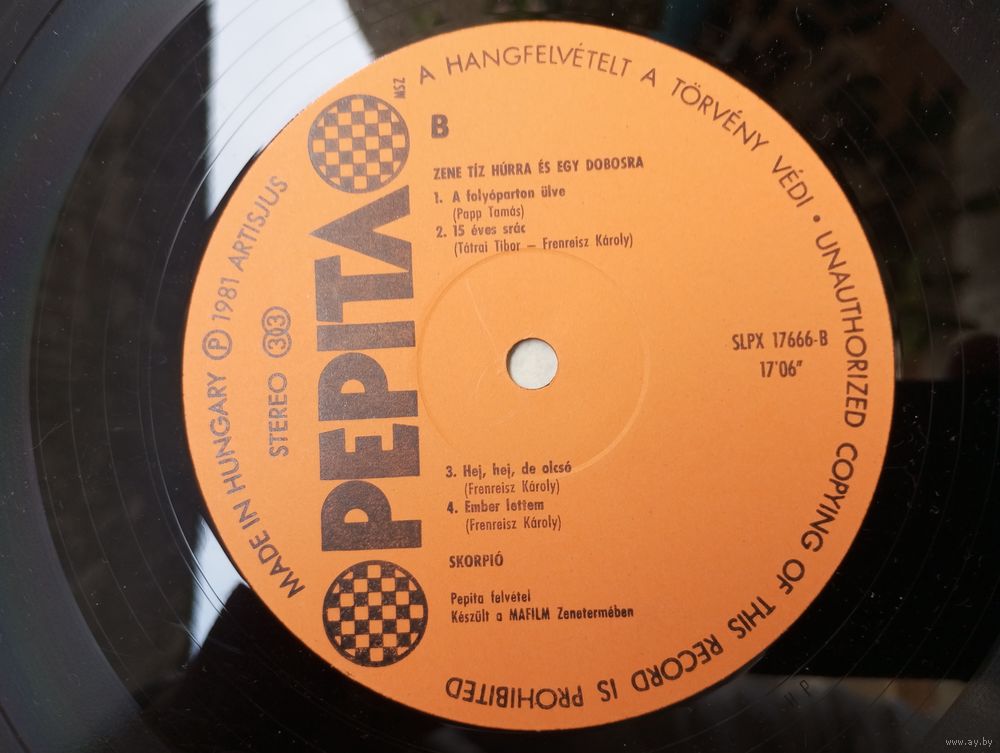 A HANGFELVÉTELT A TÖRVÉNY VÉDI • UNAUTHORIZED COPYING OF THIS RECORD IS PROHIBITED
MSZ
B
PEPITA
ZENE TÍZ HÚRRA ÉS EGY DOBOSRA
1. A folyóparton ülve
(Papp Tamás)
2. 15 éves srác
(Tátrai Tibor – Frenreisz Károly)
SLPX 17666-B
17'06"
3. Hej, hej, de olcsó
(Frenreisz Károly)
4. Ember lettem
(Frenreisz Károly)
SKORPIÓ
Pepita felvétel
Készült a MAFILM Zenetermében
STEREO 33
MADE IN HUNGARY Ⓟ 1981 ARTISJUS
www.ay.by